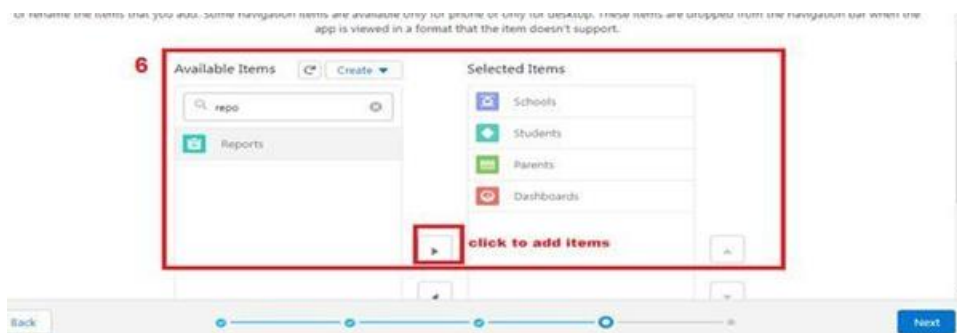 or rename the items that you add. Some navigation items are available only for phone or only for desktop. These items are dropped from the navigation bar when the
app is viewed in a format that the item doesn't support.
6
Available Items Create
Selected Items
repo
Reports
Schools
Students
Parents
Dashboards
click to add items
Back
Next